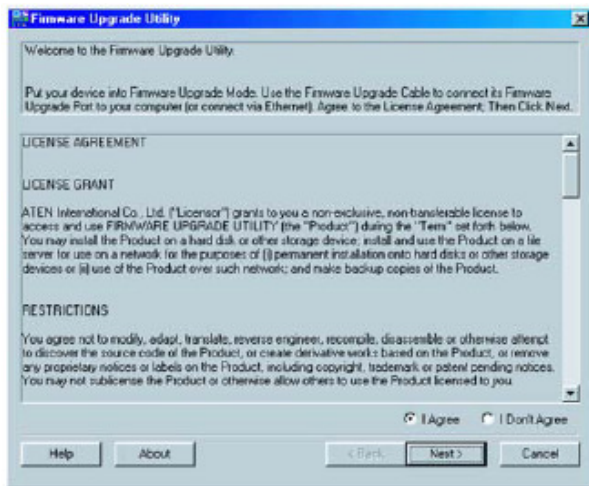 Firmware Upgrade Utility
Welcome to the Firmware Upgrade Utility.
Put your device into Firmware Upgrade Mode. Use the Firmware Upgrade Cable to connect its Firmware
Upgrade Port to your computer (or connect via Ethernet). Agree to the License Agreement; Then Click Next.
LICENSE AGREEMENT
LICENSE GRANT
ATEN International Co., Ltd. ("Licensor") grants to you a non-exclusive, non-transferable license to
access and use FIRMWARE UPGRADE UTILITY (the "Product") during the "Term" set forth below.
You may install the Product on a hard disk or other storage device; install and use the Product on a file
server for use on a network for the purposes of (i) permanent installation onto hard disks or other storage
devices or (ii) use of the Product over such network; and make backup copies of the Product.
RESTRICTIONS
You agree not to modify, adapt, translate, reverse engineer, recompile, disassemble or otherwise attempt
to discover the source code of the Product, or create derivative works based on the Product, or remove
any proprietary notices or labels on the Product, including copyright, trademark or patent pending notices.
You may not sublicense the Product or otherwise allow others to use the Product licensed to you.
I Agree I Don't Agree
Help About < Back Next > Cancel